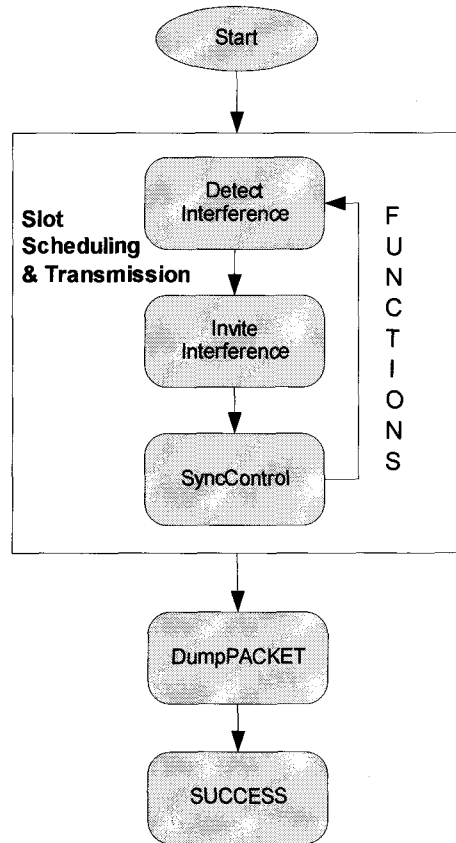 Start
Slot
Scheduling
& Transmission
Detect
Interference
Invite
Interference
SyncControl
F
U
N
C
T
I
O
N
S
DumpPACKET
SUCCESS